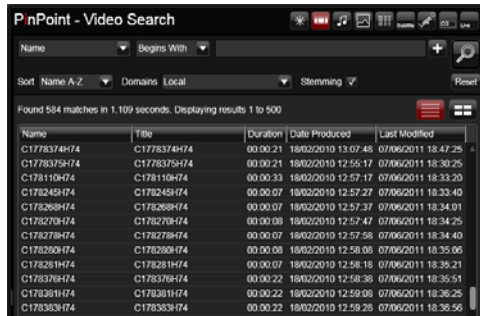 PinPoint - Video Search
Name Begins With +
Sort Name A-Z Domains Local Stemming Reset
Found 584 matches in 1.109 seconds. Displaying results 1 to 500
Name Title Duration Date Produced Last Modified
C1778374H74 C1778374H74 00:00:21 18/02/2010 13:07:48 07/06/2011 18:47:25
C1778375H74 C1778375H74 00:00:21 18/02/2010 12:55:17 07/06/2011 18:30:25
C178110H74 C178110H74 00:00:33 18/02/2010 12:57:17 07/06/2011 18:33:20
C178245H74 C178245H74 00:00:07 18/02/2010 12:57:27 07/06/2011 18:33:40
C178268H74 C178268H74 00:00:07 18/02/2010 12:57:37 07/06/2011 18:34:01
C178270H74 C178270H74 00:00:08 18/02/2010 12:57:47 07/06/2011 18:34:25
C178278H74 C178278H74 00:00:07 18/02/2010 12:57:58 07/06/2011 18:34:40
C178280H74 C178280H74 00:00:08 18/02/2010 12:58:08 07/06/2011 18:35:06
C178281H74 C178281H74 00:00:07 18/02/2010 12:58:18 07/06/2011 18:35:21
C178376H74 C178376H74 00:00:22 18/02/2010 12:58:39 07/06/2011 18:35:51
C178381H74 C178381H74 00:00:22 18/02/2010 12:59:08 07/06/2011 18:36:25
C178383H74 C178383H74 00:00:22 18/02/2010 12:59:28 07/06/2011 18:36:56